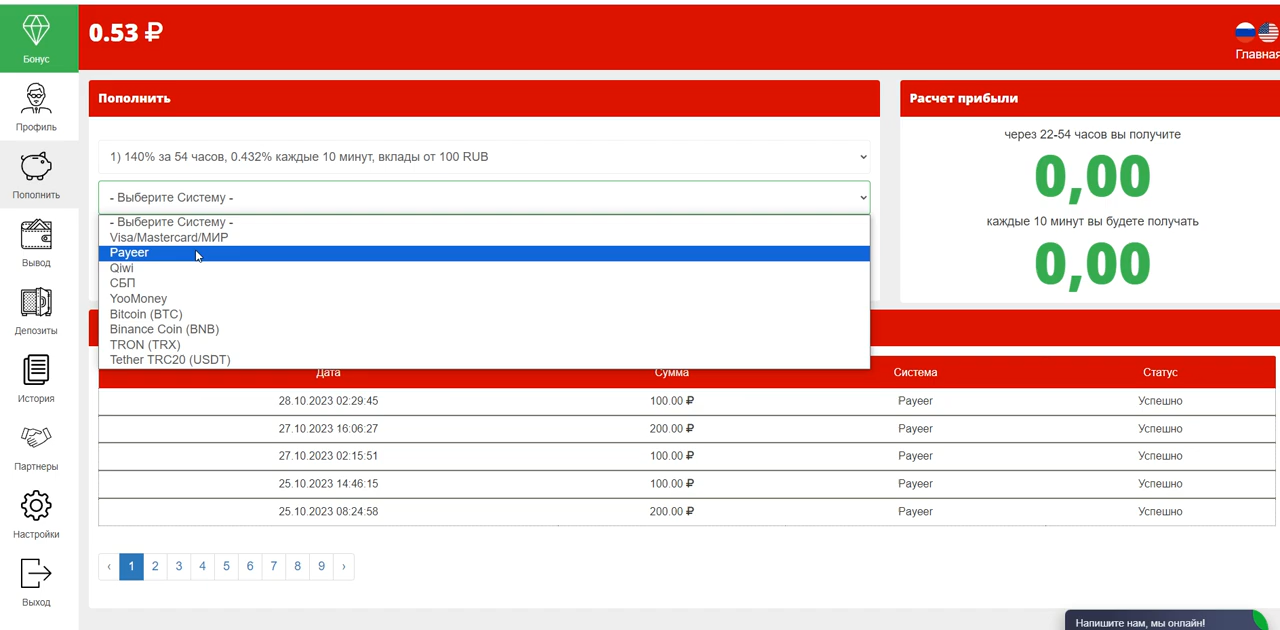 0.53 ₽
Главная
Бонус
Профиль
Пополнить
Вывод
Депозиты
История
Партнеры
Настройки
Выход
Пополнить
1) 140% за 54 часов, 0.432% каждые 10 минут, вклады от 100 RUB
- Выберите Систему -
- Выберите Систему -
Visa/Mastercard/МИР
Payeer
Qiwi
СБП
YooMoney
Bitcoin (BTC)
Binance Coin (BNB)
TRON (TRX)
Tether TRC20 (USDT)
Расчет прибыли
через 22-54 часов вы получите
0,00
каждые 10 минут вы будете получать
0,00
Дата Сумма Система Статус
28.10.2023 02:29:45 100.00 ₽ Payeer Успешно
27.10.2023 16:06:27 200.00 ₽ Payeer Успешно
27.10.2023 02:15:51 100.00 ₽ Payeer Успешно
25.10.2023 14:46:15 100.00 ₽ Payeer Успешно
25.10.2023 08:24:58 200.00 ₽ Payeer Успешно
‹ 1 2 3 4 5 6 7 8 9 ›
Напишите нам, мы онлайн!